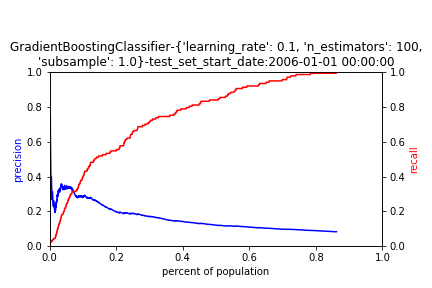 GradientBoostingClassifier-{'learning_rate': 0.1, 'n_estimators': 100,
'subsample': 1.0}-test_set_start_date:2006-01-01 00:00:00
1.0
0.8
0.6
0.4
0.2
0.0
precision
1.0
0.8
0.6
0.4
0.2
0.0
recall
0.0 0.2 0.4 0.6 0.8 1.0
percent of population